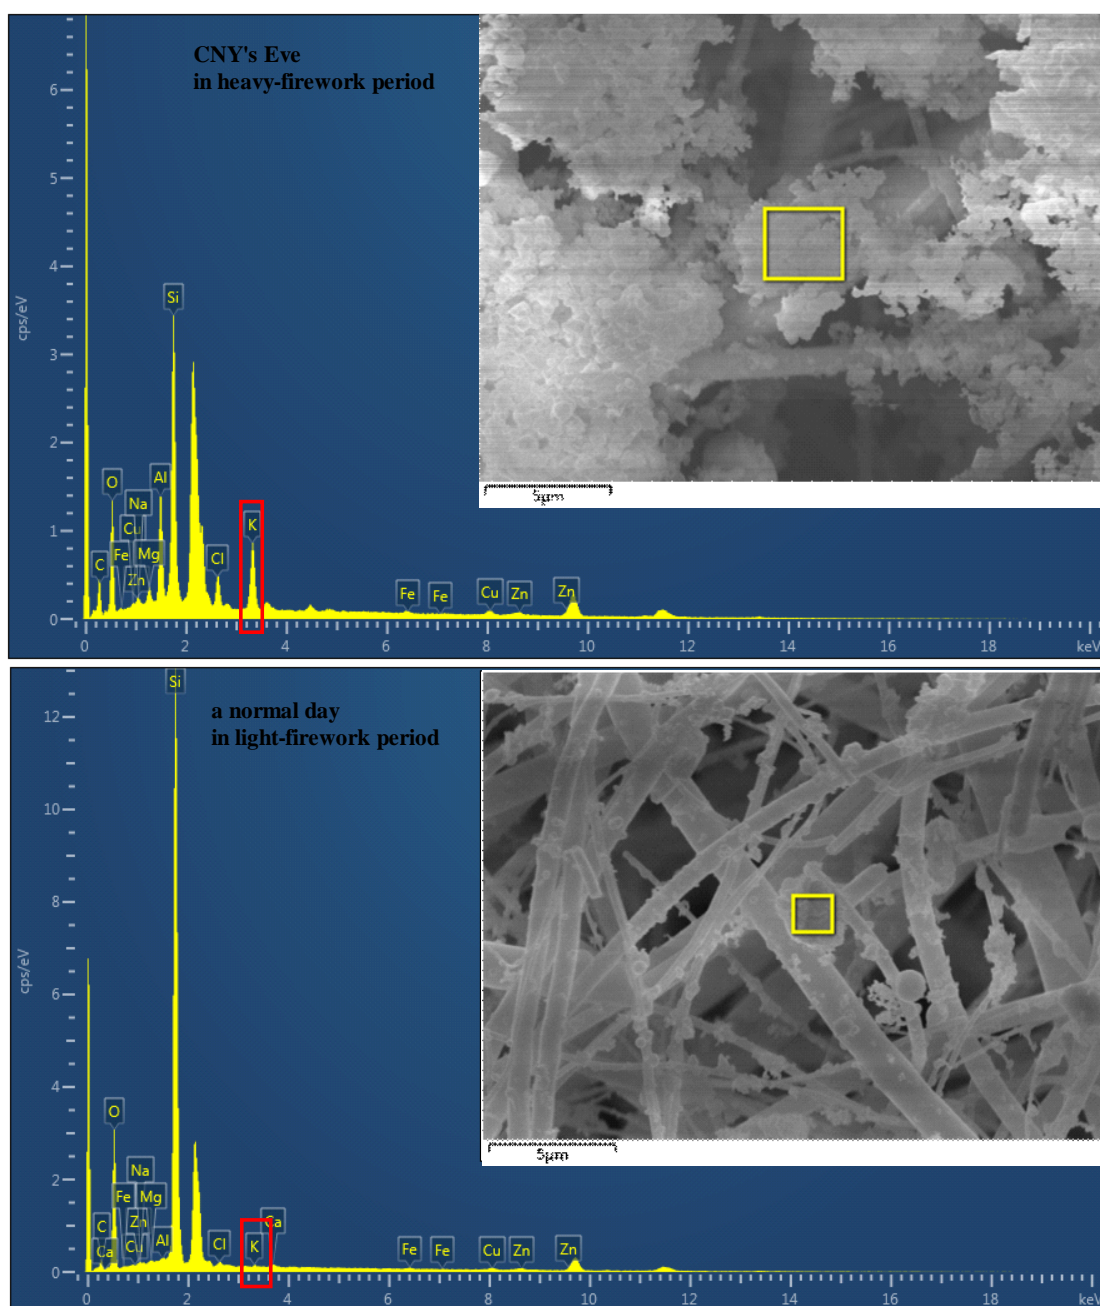 CNY's Eve
in heavy-firework period
6
5
4
3
2
1
0
cps/eV
Si
O
Al
Na
Cu
Fe
Mg
C
Zn
Cl
K
Fe
Fe
Cu
Zn
Zn
0 2 4 6 8 10 12 14 16 18 keV
5μm
a normal day
in light-firework period
12
10
8
6
4
2
0
cps/eV
Si
O
Na
Fe
Mg
C
Zn
Ca
Cu
Al
Cl
K
Ca
Fe
Fe
Cu
Zn
Zn
0 2 4 6 8 10 12 14 16 18 keV
5μm